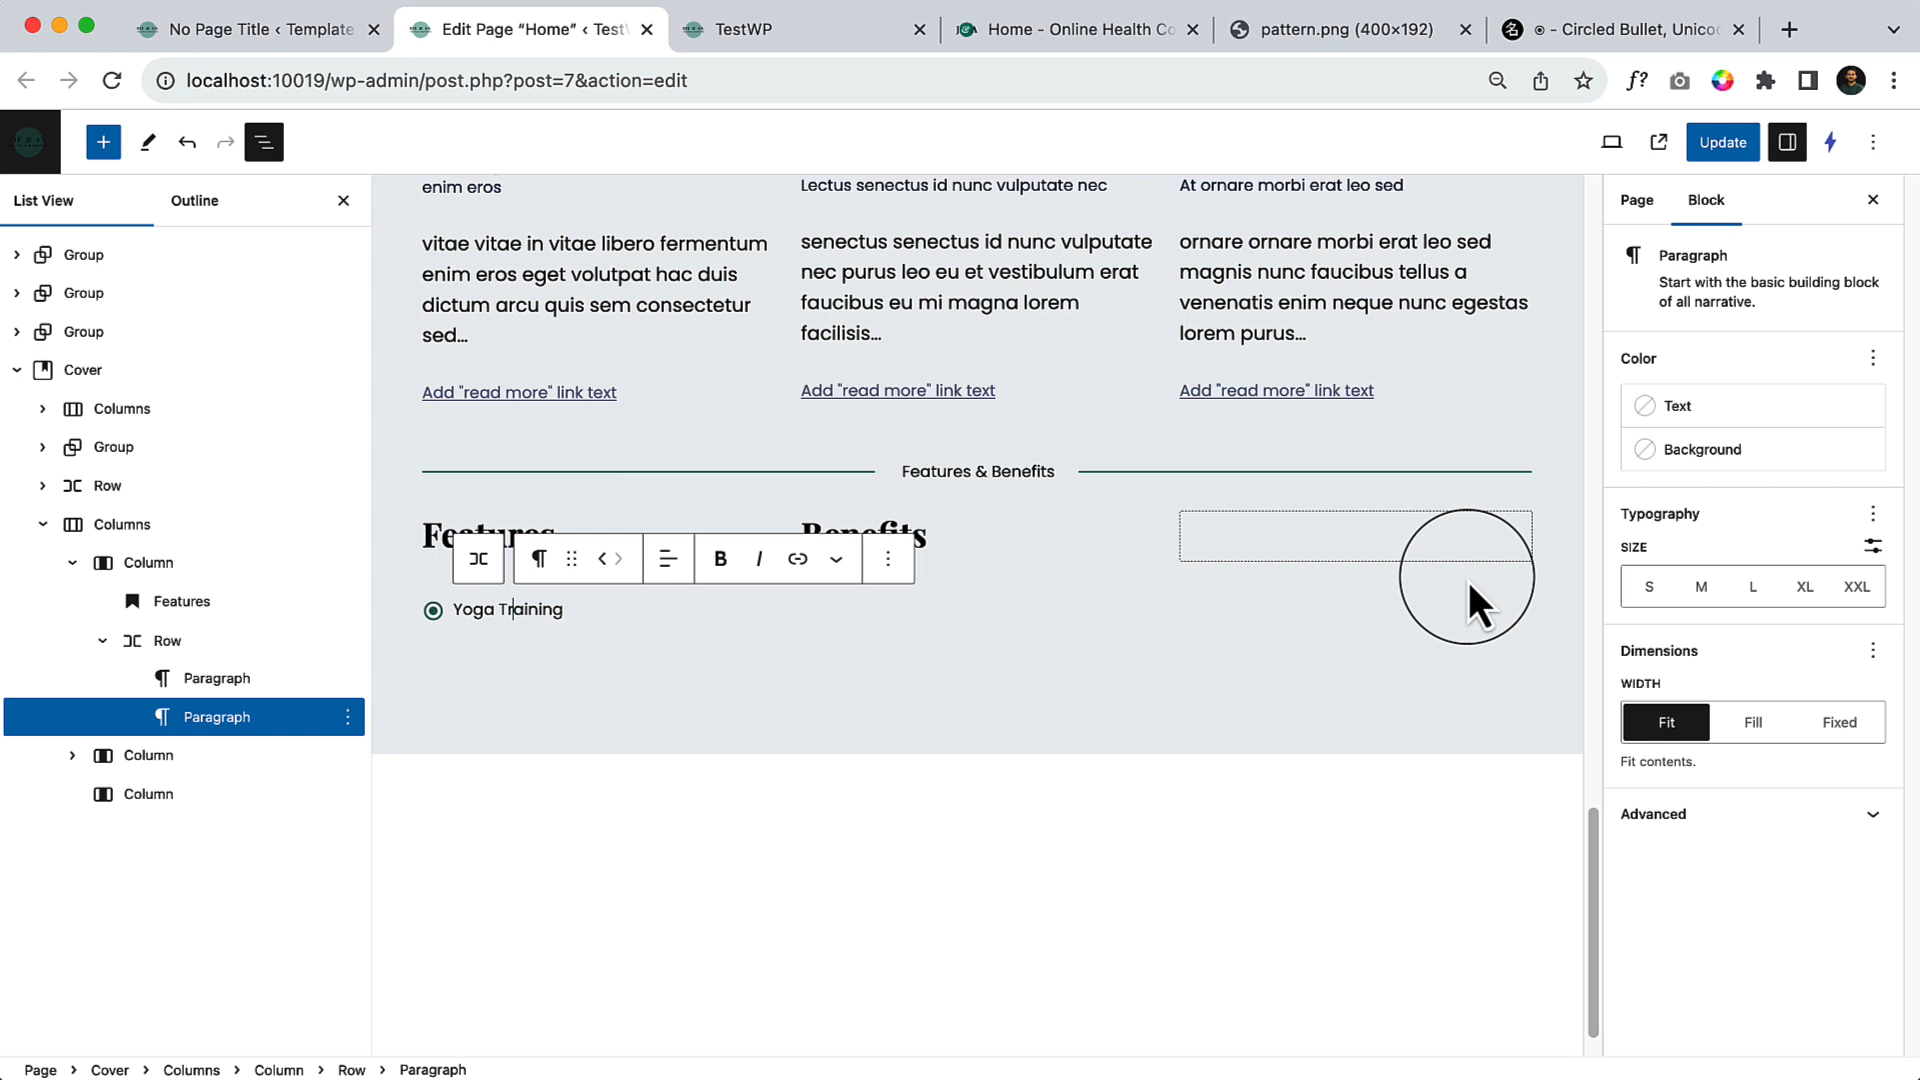 No Page Title ‹ Template
Edit Page “Home” ‹ Test
TestWP
Home - Online Health Co
pattern.png (400×192)
◉ - Circled Bullet, Unico
localhost:10019/wp-admin/post.php?post=7&action=edit
f?
Update
List View
Outline
Group
Group
Group
Cover
Columns
Group
Row
Columns
Column
Features
Row
Paragraph
Paragraph
Column
Column
enim eros
vitae vitae in vitae libero fermentum
enim eros eget volutpat hac duis
dictum arcu quis sem consectetur
sed…
Add "read more" link text
Lectus senectus id nunc vulputate nec
senectus senectus id nunc vulputate
nec purus leo eu et vestibulum erat
faucibus eu mi magna lorem
facilisis…
Add "read more" link text
At ornare morbi erat leo sed
ornare ornare morbi erat leo sed
magnis nunc faucibus tellus a
venenatis enim neque nunc egestas
lorem purus…
Add "read more" link text
Features & Benefits
Features
Benefits
B I
Yoga Training
Page
Block
Paragraph
Start with the basic building block
of all narrative.
Color
Text
Background
Typography
SIZE
S M L XL XXL
Dimensions
WIDTH
Fit Fill Fixed
Fit contents.
Advanced
Page > Cover > Columns > Column > Row > Paragraph